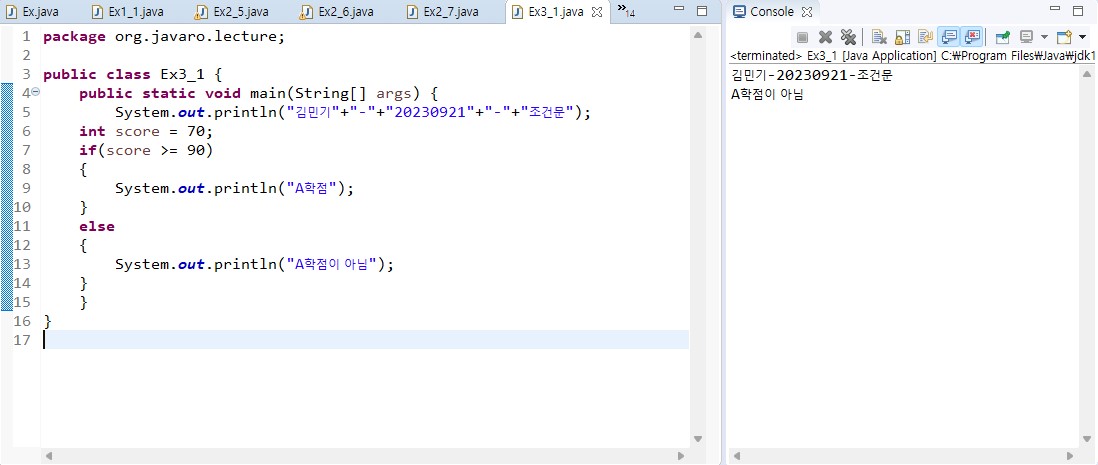 Ex.java Ex1_1.java Ex2_5.java Ex2_6.java Ex2_7.java Ex3_1.java »14
1 package org.javaro.lecture;
2
3 public class Ex3_1 {
4 public static void main(String[] args) {
5 System.out.println("김민기"+"-"+"20230921"+"-"+"조건문");
6 int score = 70;
7 if(score >= 90)
8 {
9 System.out.println("A학점");
10 }
11 else
12 {
13 System.out.println("A학점이 아님");
14 }
15 }
16 }
17
Console
<terminated> Ex3_1 [Java Application] C:₩Program Files₩Java₩jdk1
김민기-20230921-조건문
A학점이 아님